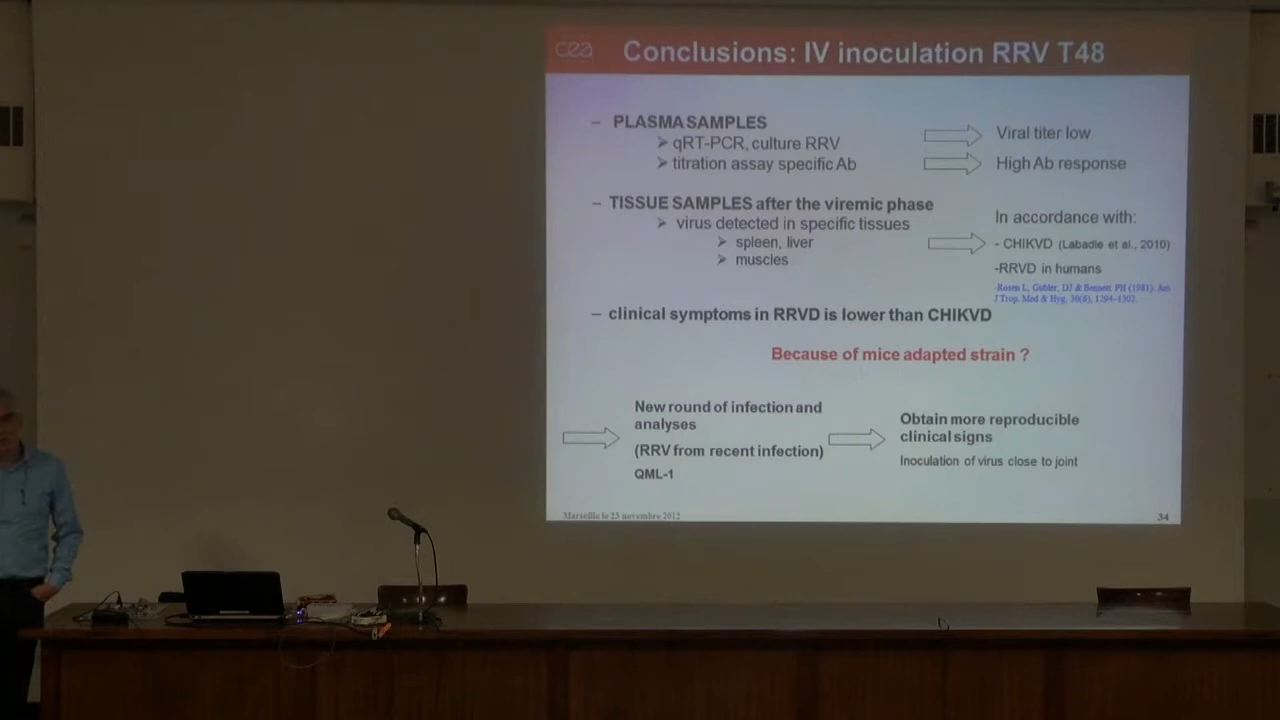 cea
Conclusions: IV inoculation RRV T48
– PLASMA SAMPLES
➢ qRT-PCR, culture RRV
Viral titer low
➢ titration assay specific Ab
High Ab response
– TISSUE SAMPLES after the viremic phase
➢ virus detected in specific tissues
➢ spleen, liver
➢ muscles
In accordance with:
- CHIKVD (Labadie et al., 2010)
-RRVD in humans
Rosen L, Gubler, DJ & Bennett PH (1981). Am
J Trop. Med & Hyg, 30(6), 1294-1302.
– clinical symptoms in RRVD is lower than CHIKVD
Because of mice adapted strain ?
New round of infection and
analyses
(RRV from recent infection)
QML-1
Obtain more reproducible
clinical signs
Inoculation of virus close to joint
Marseille le 23 novembre 2012
34